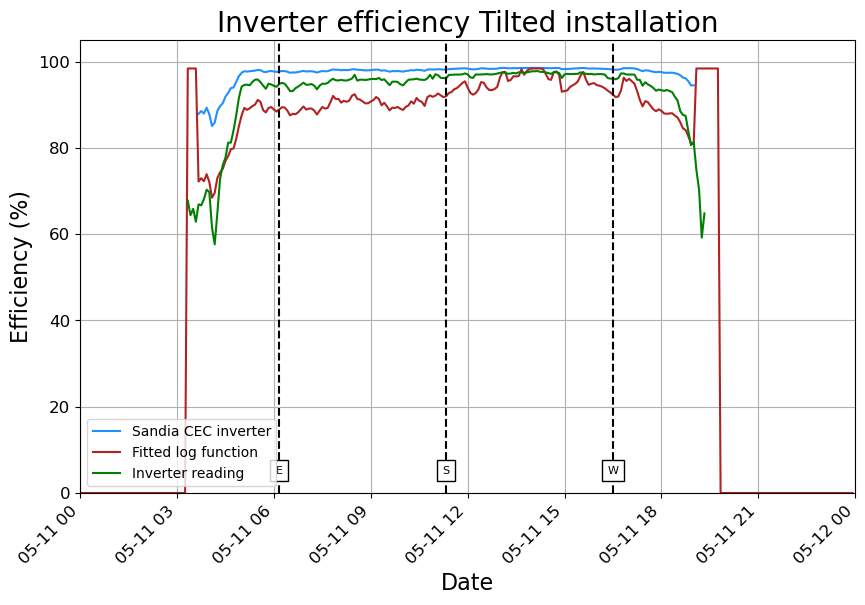 Inverter efficiency Tilted installation
Efficiency (%)
100
80
60
40
20
0
Sandia CEC inverter
Fitted log function
Inverter reading
E
S
W
05-11 00
05-11 03
05-11 06
05-11 09
05-11 12
05-11 15
05-11 18
05-11 21
05-12 00
Date